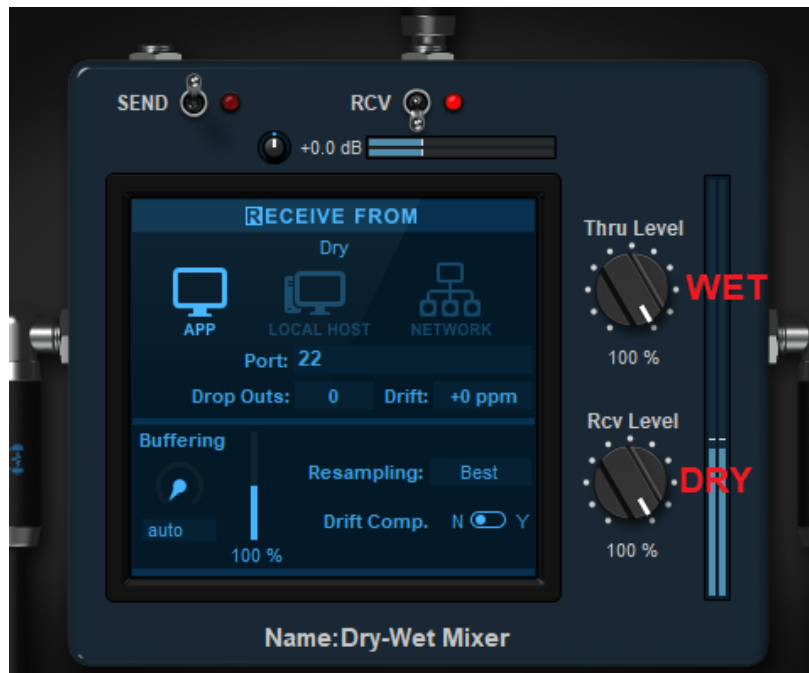 SEND RCV
+0.0 dB
RECEIVE FROM
Dry
APP LOCAL HOST NETWORK
Port: 22
Drop Outs: 0 Drift: +0 ppm
Buffering
auto
100 %
Resampling: Best
Drift Comp. N Y
Thru Level
WET
100 %
Rcv Level
DRY
100 %
Name:Dry-Wet Mixer